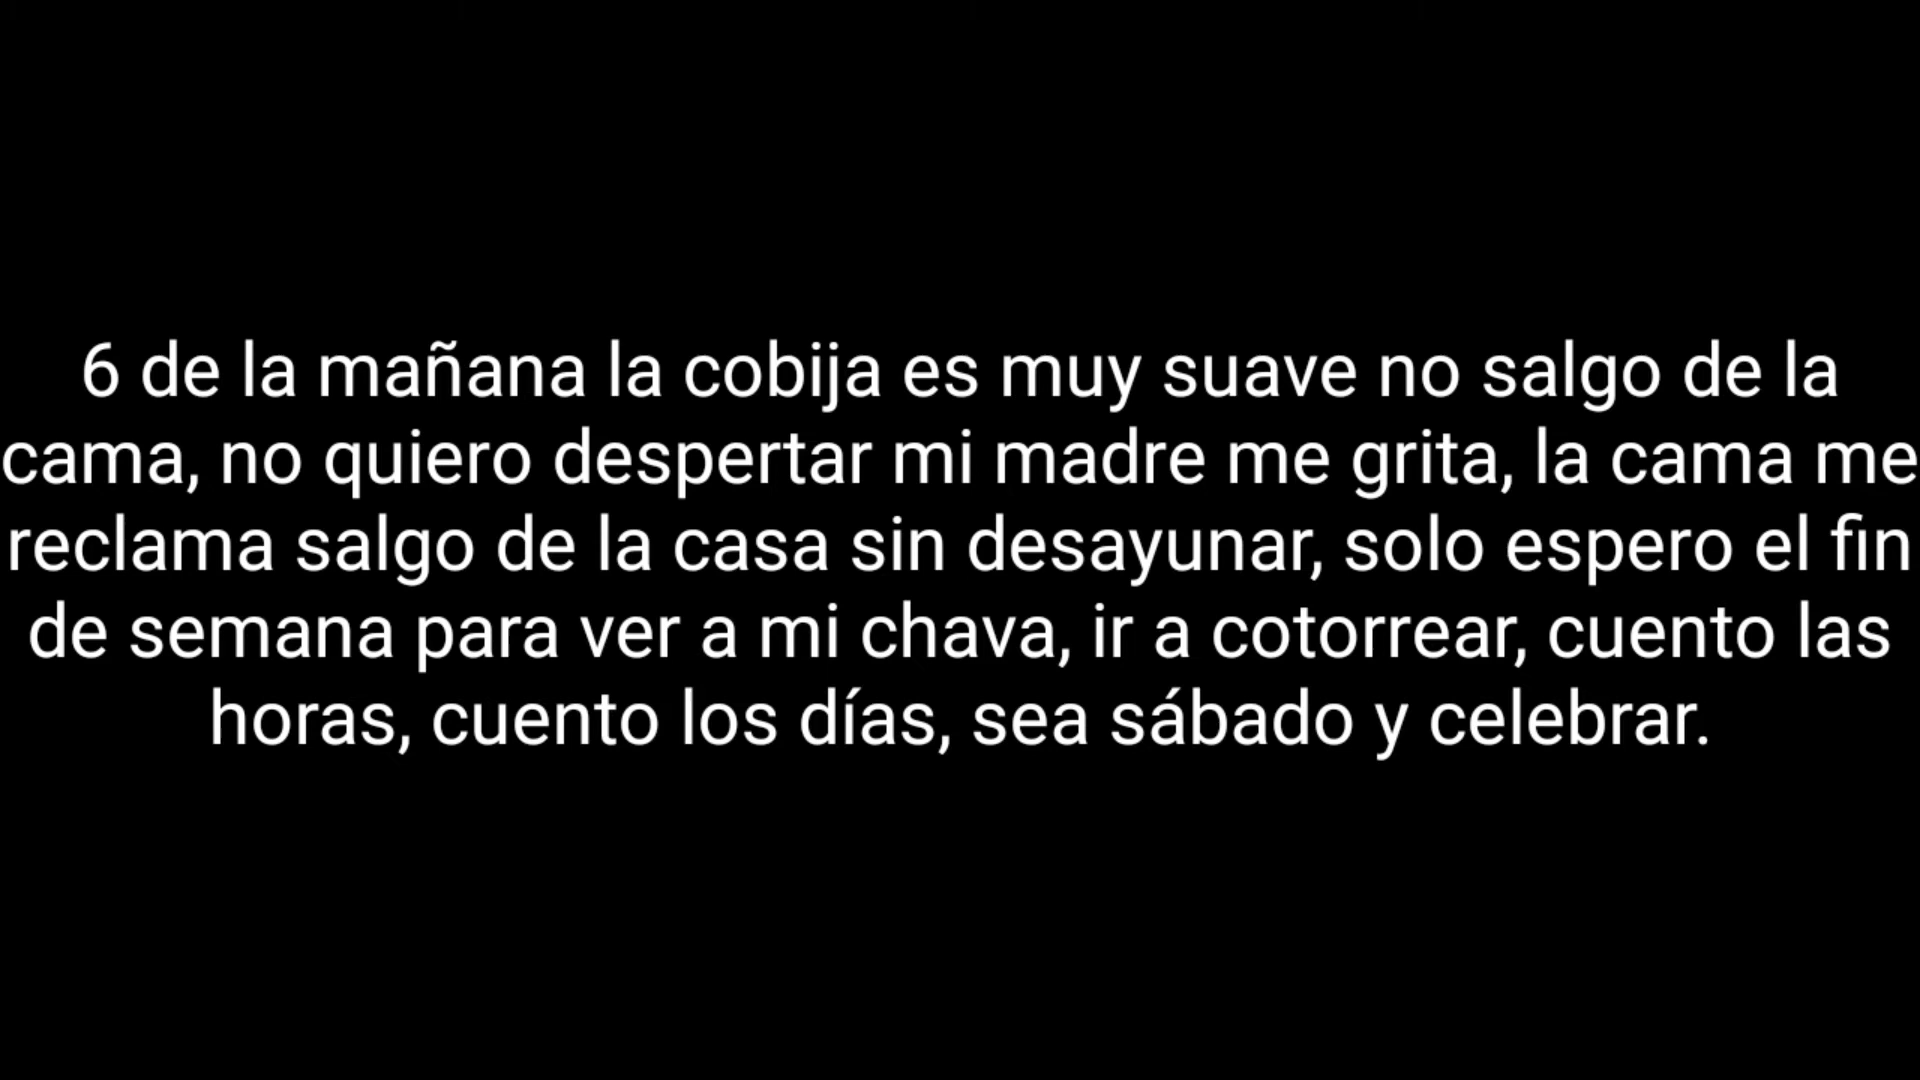 6 de la mañana la cobija es muy suave no salgo de la
cama, no quiero despertar mi madre me grita, la cama me
reclama salgo de la casa sin desayunar, solo espero el fin
de semana para ver a mi chava, ir a cotorrear, cuento las
horas, cuento los días, sea sábado y celebrar.